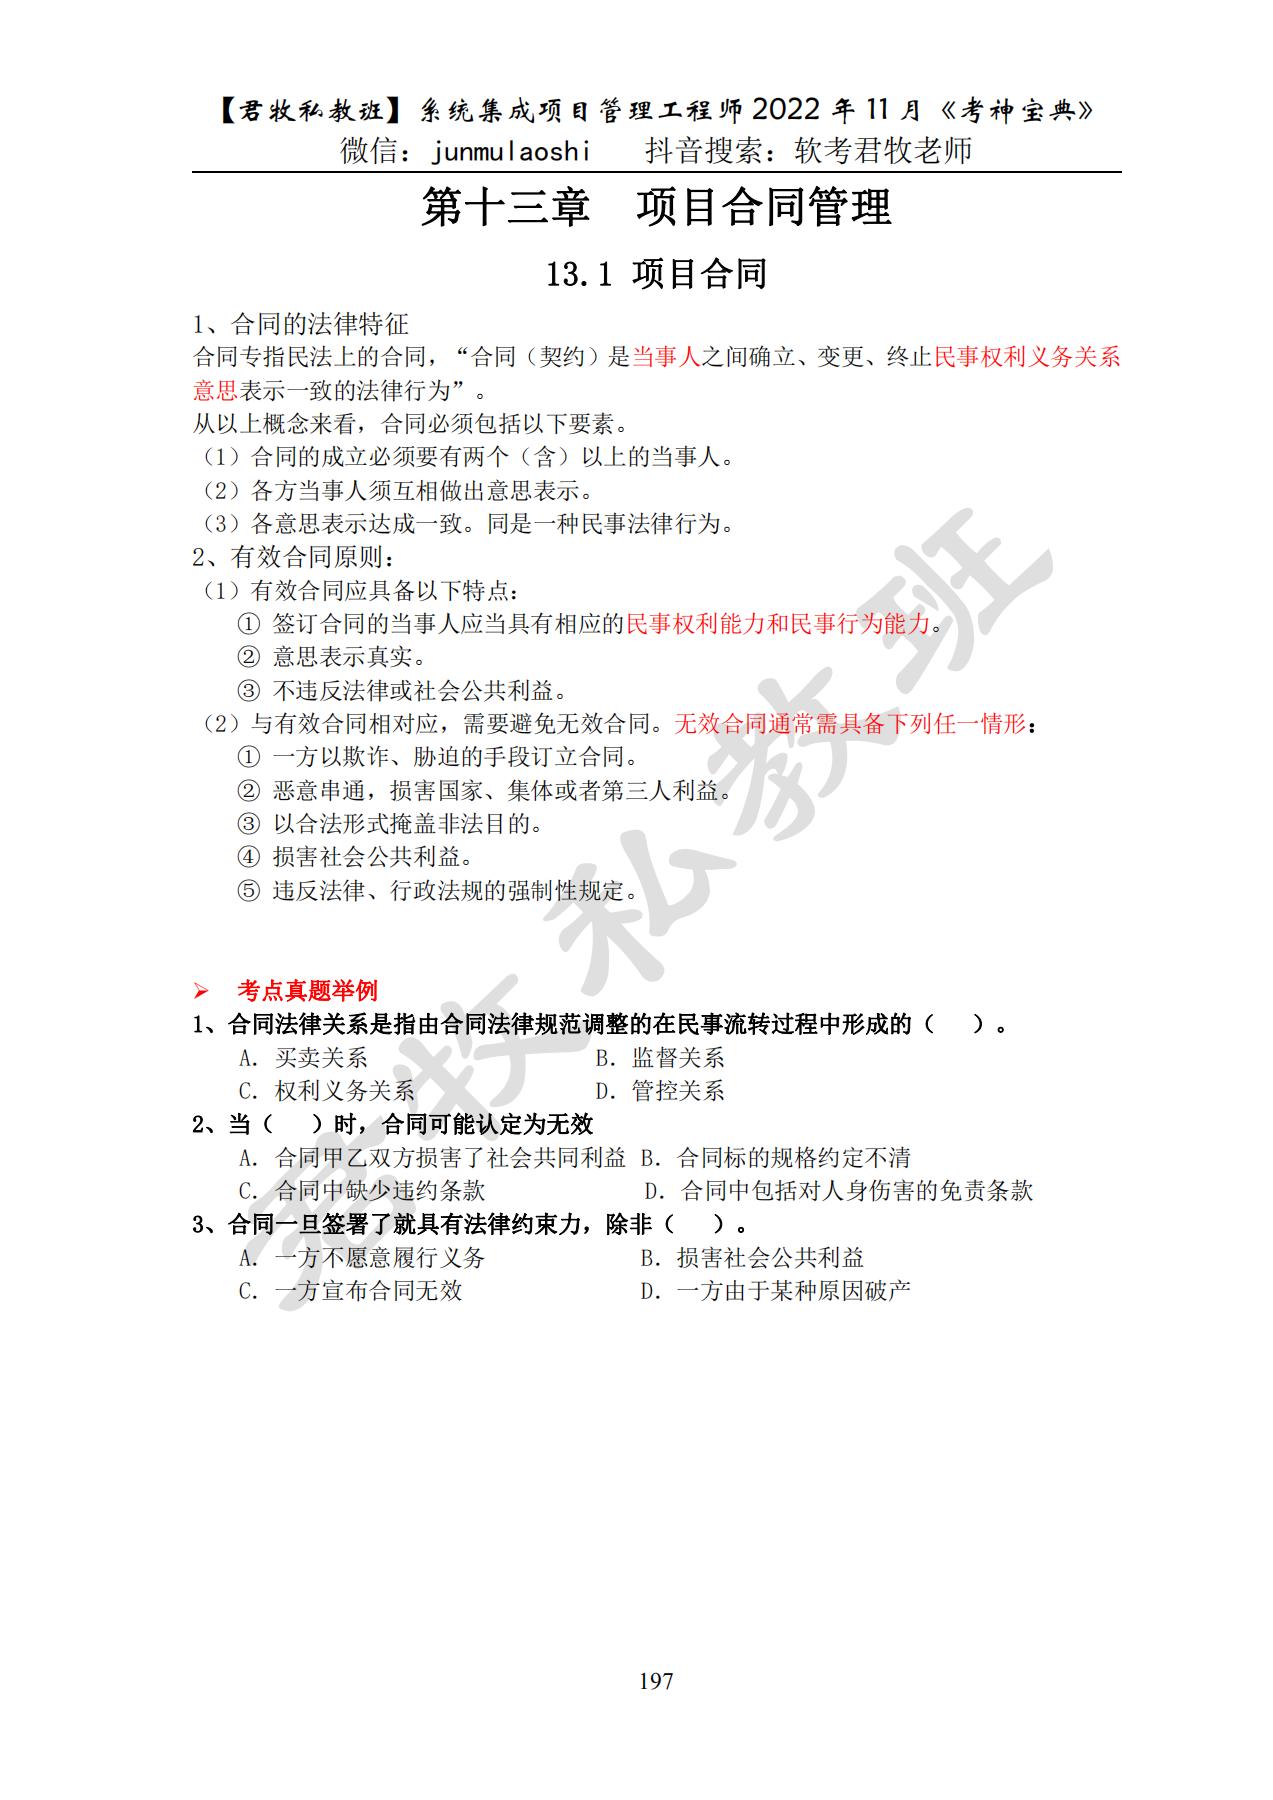 【君牧私教班】系统集成项目管理工程师 2022 年 11 月《考神宝典》
微信：junmulaoshi 抖音搜索：软考君牧老师
第十三章 项目合同管理
13.1 项目合同
1、合同的法律特征
合同专指民法上的合同，“合同（契约）是当事人之间确立、变更、终止民事权利义务关系
意思表示一致的法律行为”。
从以上概念来看，合同必须包括以下要素。
（1）合同的成立必须要有两个（含）以上的当事人。
（2）各方当事人须互相做出意思表示。
（3）各意思表示达成一致。同是一种民事法律行为。
2、有效合同原则：
（1）有效合同应具备以下特点：
① 签订合同的当事人应当具有相应的民事权利能力和民事行为能力。
② 意思表示真实。
③ 不违反法律或社会公共利益。
（2）与有效合同相对应，需要避免无效合同。无效合同通常需具备下列任一情形：
① 一方以欺诈、胁迫的手段订立合同。
② 恶意串通，损害国家、集体或者第三人利益。
③ 以合法形式掩盖非法目的。
④ 损害社会公共利益。
⑤ 违反法律、行政法规的强制性规定。
➢ 考点真题举例
1、合同法律关系是指由合同法律规范调整的在民事流转过程中形成的（ ）。
A．买卖关系 B．监督关系
C．权利义务关系 D．管控关系
2、当（ ）时，合同可能认定为无效
A．合同甲乙双方损害了社会共同利益 B．合同标的规格约定不清
C．合同中缺少违约条款 D．合同中包括对人身伤害的免责条款
3、合同一旦签署了就具有法律约束力，除非（ ）。
A．一方不愿意履行义务 B．损害社会公共利益
C．一方宣布合同无效 D．一方由于某种原因破产
君牧私教班
197